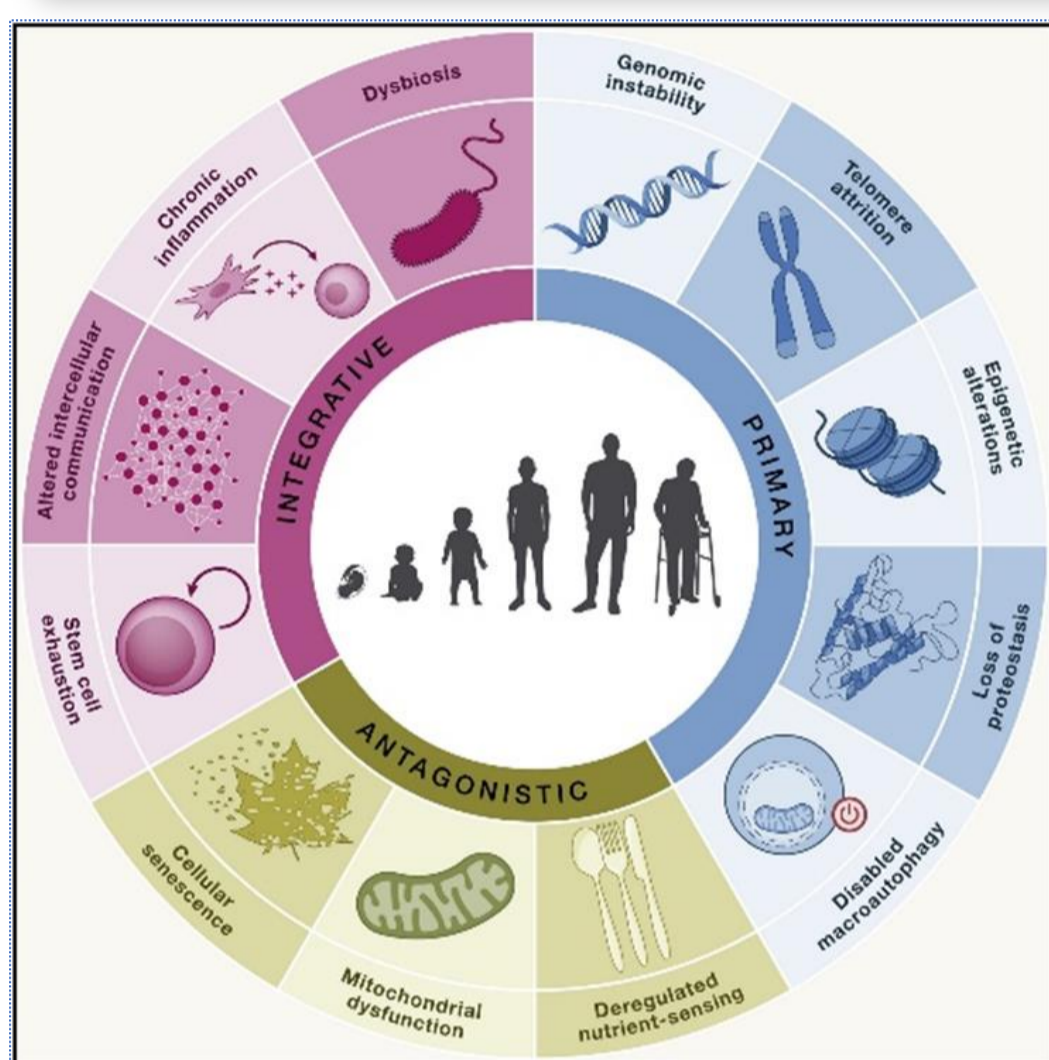 Dysbiosis
Genomic
instability
Telomere
attrition
Epigenetic
alterations
Loss of
proteostasis
Disabled
macroautophagy
Deregulated
nutrient-sensing
Mitochondrial
dysfunction
Cellular
senescence
Stem cell
exhaustion
Altered intercellular
communication
Chronic
inflammation
INTEGRATIVE
PRIMARY
ANTAGONISTIC